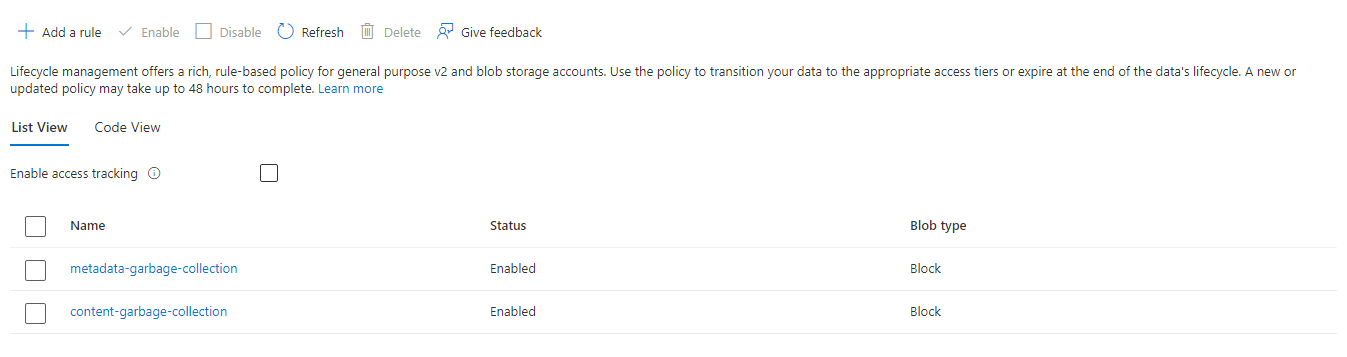 Add a rule Enable Disable Refresh Delete Give feedback
Lifecycle management offers a rich, rule-based policy for general purpose v2 and blob storage accounts. Use the policy to transition your data to the appropriate access tiers or expire at the end of the data's lifecycle. A new or
updated policy may take up to 48 hours to complete. Learn more
List View Code View
Enable access tracking
Name Status Blob type
metadata-garbage-collection Enabled Block
content-garbage-collection Enabled Block